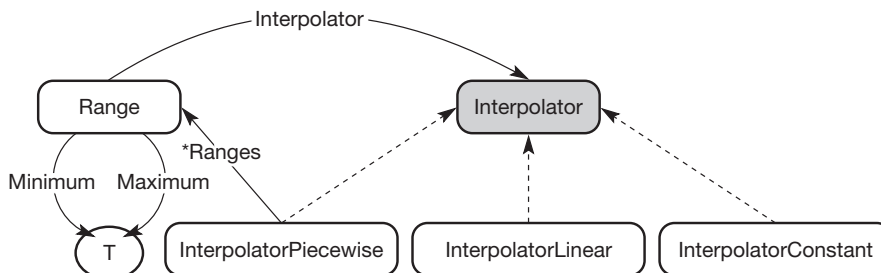 Interpolator
Range
Interpolator
*Ranges
Minimum
Maximum
T
InterpolatorPiecewise
InterpolatorLinear
InterpolatorConstant